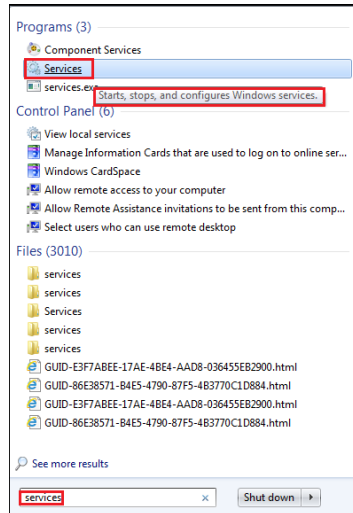 Programs (3)
Component Services
Services
services.exe
Starts, stops, and configures Windows services.
Control Panel (6)
View local services
Manage Information Cards that are used to log on to online ser...
Windows CardSpace
Allow remote access to your computer
Allow Remote Assistance invitations to be sent from this comp...
Select users who can use remote desktop
Files (3010)
services
services
Services
services
services
GUID-E3F7ABEE-17AE-4BE4-AAD8-036455EB2900.html
GUID-86E38571-B4E5-4790-87F5-4B3770C1D884.html
GUID-E3F7ABEE-17AE-4BE4-AAD8-036455EB2900.html
GUID-86E38571-B4E5-4790-87F5-4B3770C1D884.html
See more results
services
Shut down